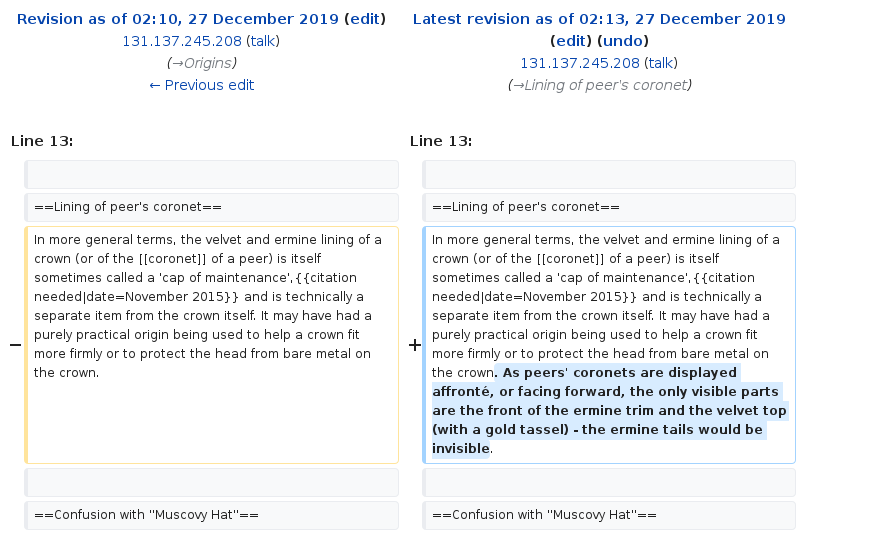 Revision as of 02:10, 27 December 2019 (edit)
131.137.245.208 (talk)
(→Origins)
← Previous edit
Latest revision as of 02:13, 27 December 2019
(edit) (undo)
131.137.245.208 (talk)
(→Lining of peer's coronet)
Line 13:
Line 13:
==Lining of peer's coronet==
==Lining of peer's coronet==
−
In more general terms, the velvet and ermine lining of a
crown (or of the [[coronet]] of a peer) is itself
sometimes called a 'cap of maintenance',{{citation
needed|date=November 2015}} and is technically a
separate item from the crown itself. It may have had a
purely practical origin being used to help a crown fit
more firmly or to protect the head from bare metal on
the crown.
+
In more general terms, the velvet and ermine lining of a
crown (or of the [[coronet]] of a peer) is itself
sometimes called a 'cap of maintenance',{{citation
needed|date=November 2015}} and is technically a
separate item from the crown itself. It may have had a
purely practical origin being used to help a crown fit
more firmly or to protect the head from bare metal on
the crown. As peers' coronets are displayed
affronté, or facing forward, the only visible parts
are the front of the ermine trim and the velvet top
(with a gold tassel) - the ermine tails would be
invisible.
==Confusion with "Muscovy Hat"==
==Confusion with "Muscovy Hat"==